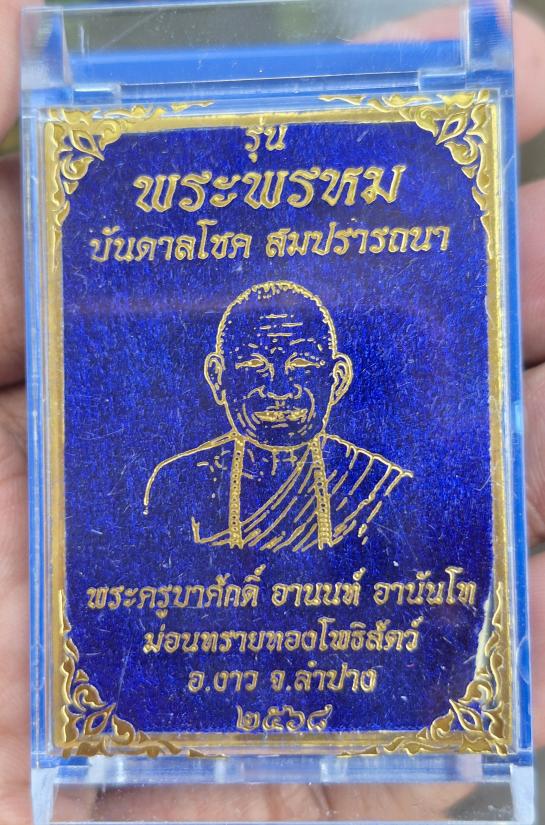 รุ่น
พระพรหม
บันดาลโชค สมปรารถนา
พระครูบาศักดิ์ อานนท์ อานันโท
ม่อนทรายทองโพธิสัตว์
อ.งาว จ.ลำปาง
๒๕๖๘